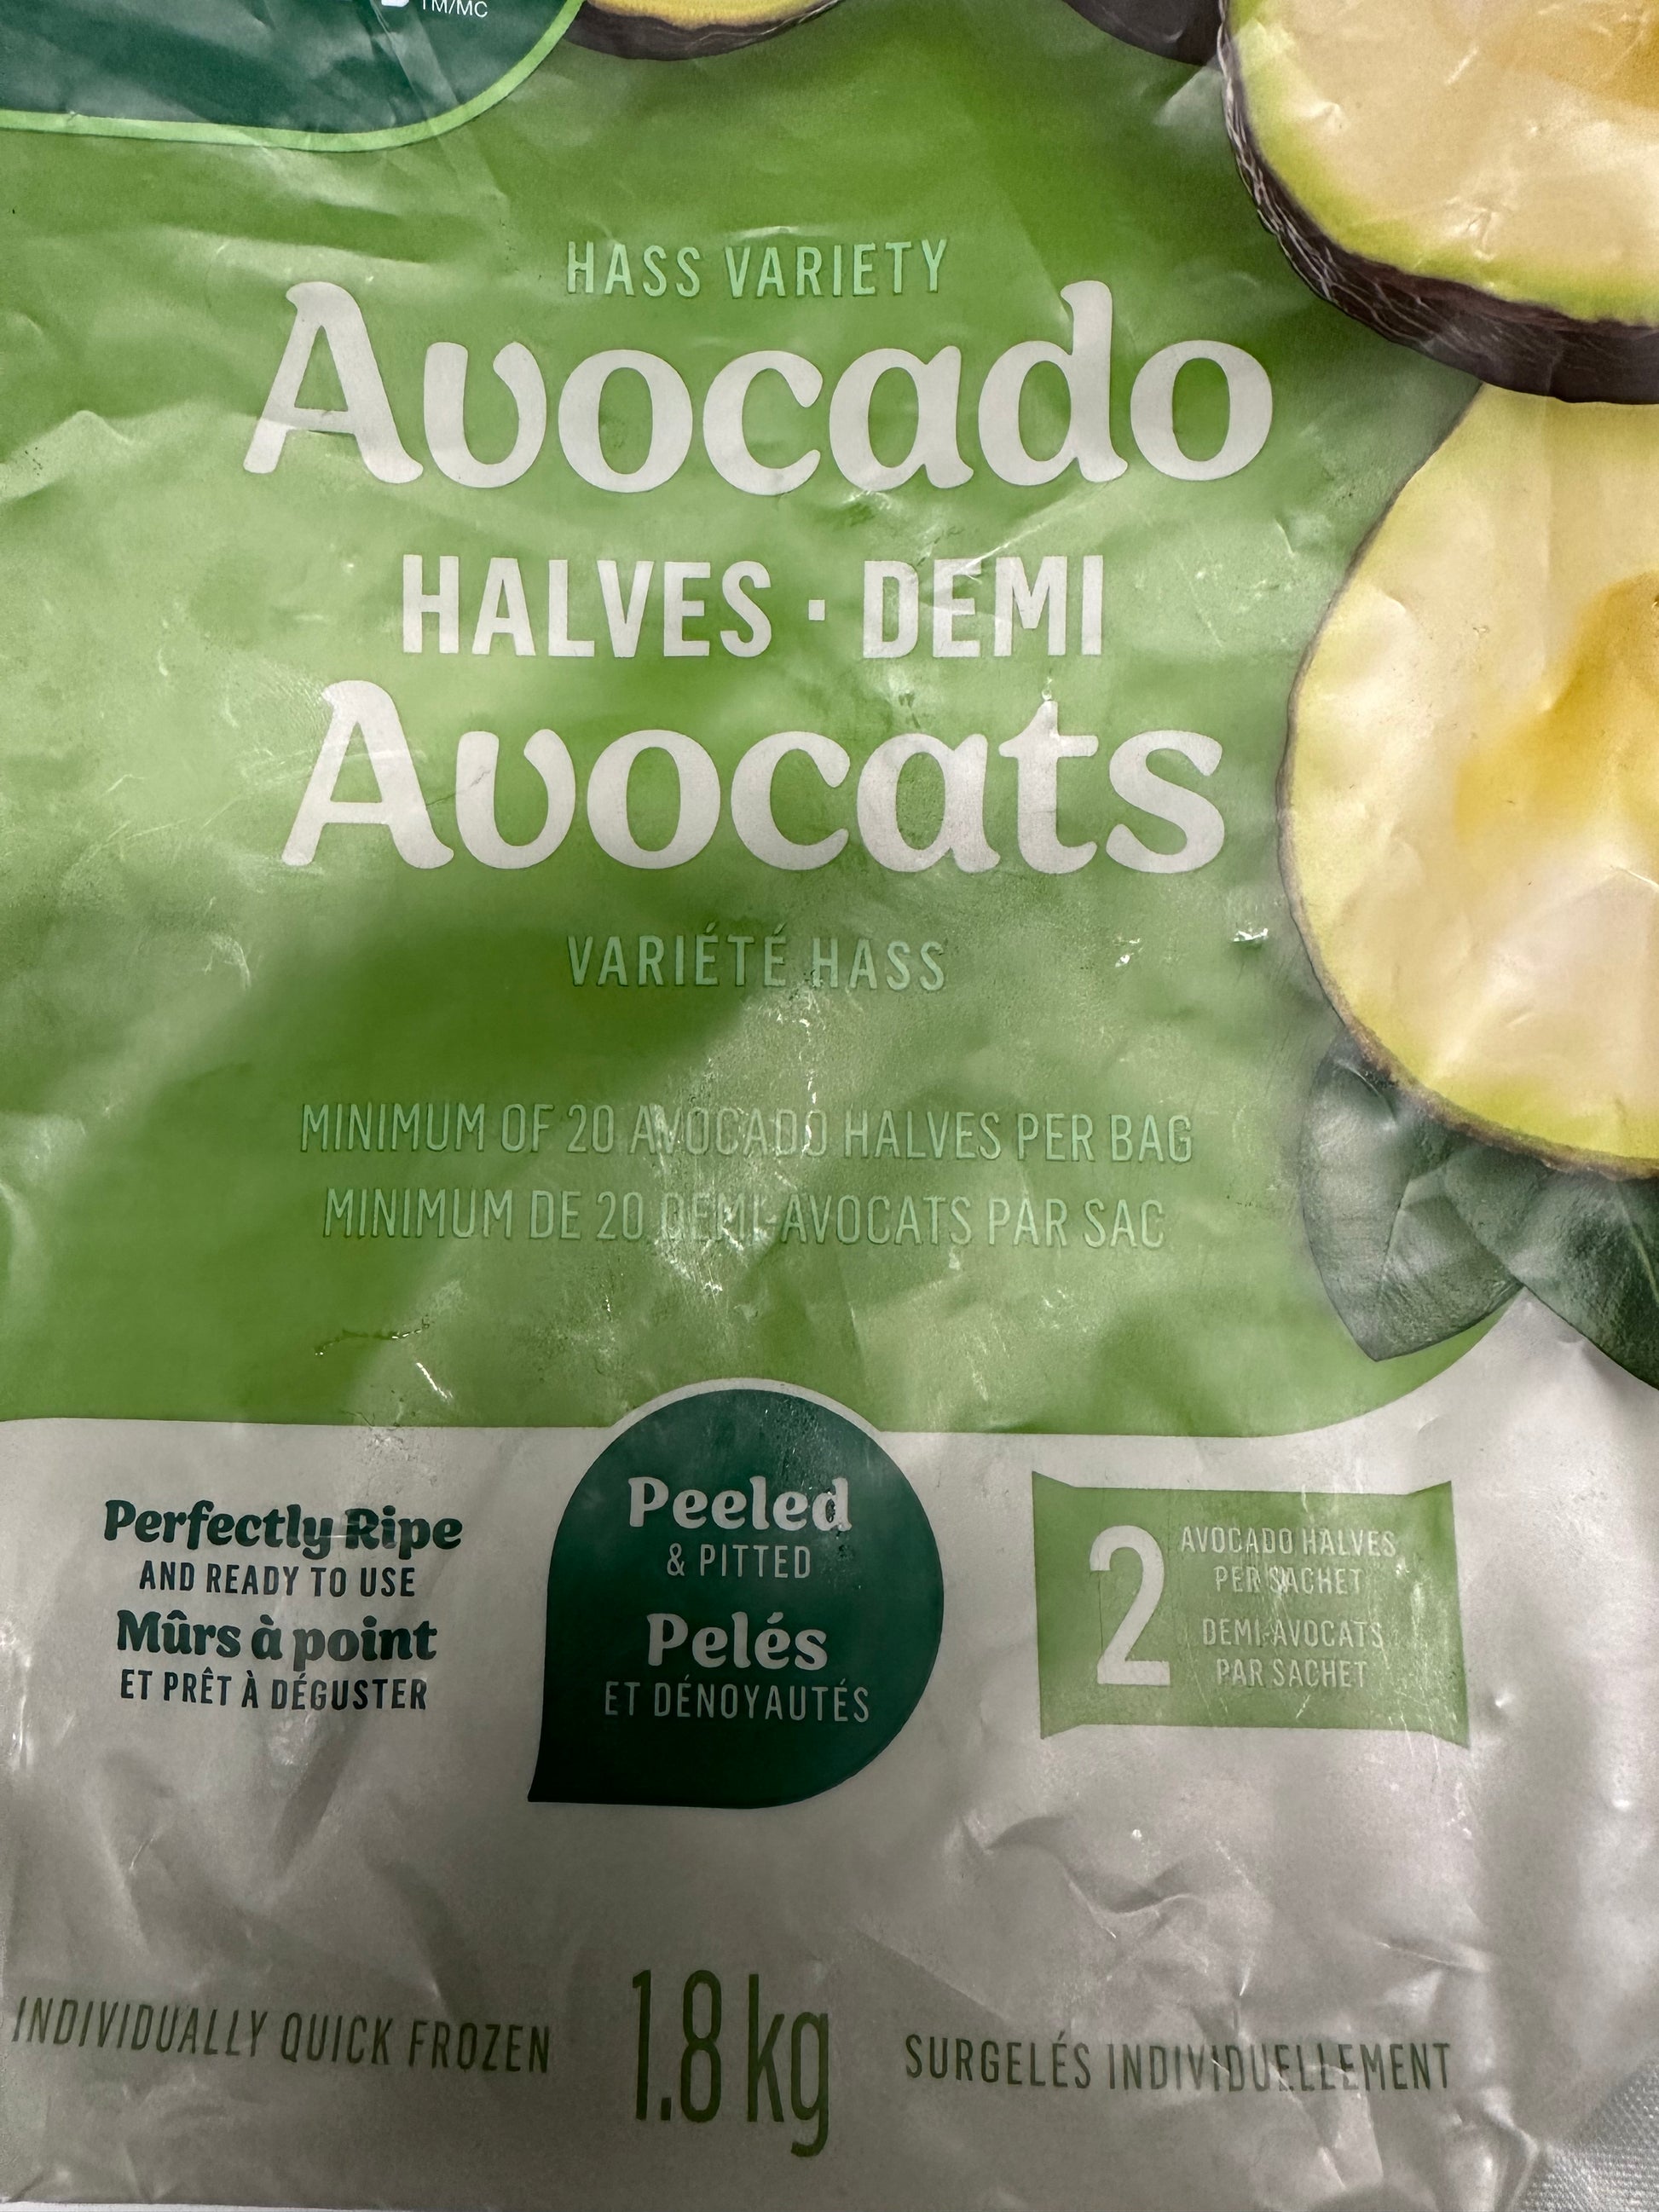 TM/MC
HASS VARIETY
Avocado
HALVES · DEMI
Avocats
VARIÉTÉ HASS
MINIMUM OF 20 AVOCADO HALVES PER BAG
MINIMUM DE 20 DEMI-AVOCATS PAR SAC
Perfectly Ripe
AND READY TO USE
Mûrs à point
ET PRÊT À DÉGUSTER
Peeled
& PITTED
Pelés
ET DÉNOYAUTÉS
2
AVOCADO HALVES
PER SACHET
DEMI-AVOCATS
PAR SACHET
INDIVIDUALLY QUICK FROZEN
1.8 kg
SURGELÉS INDIVIDUELLEMENT